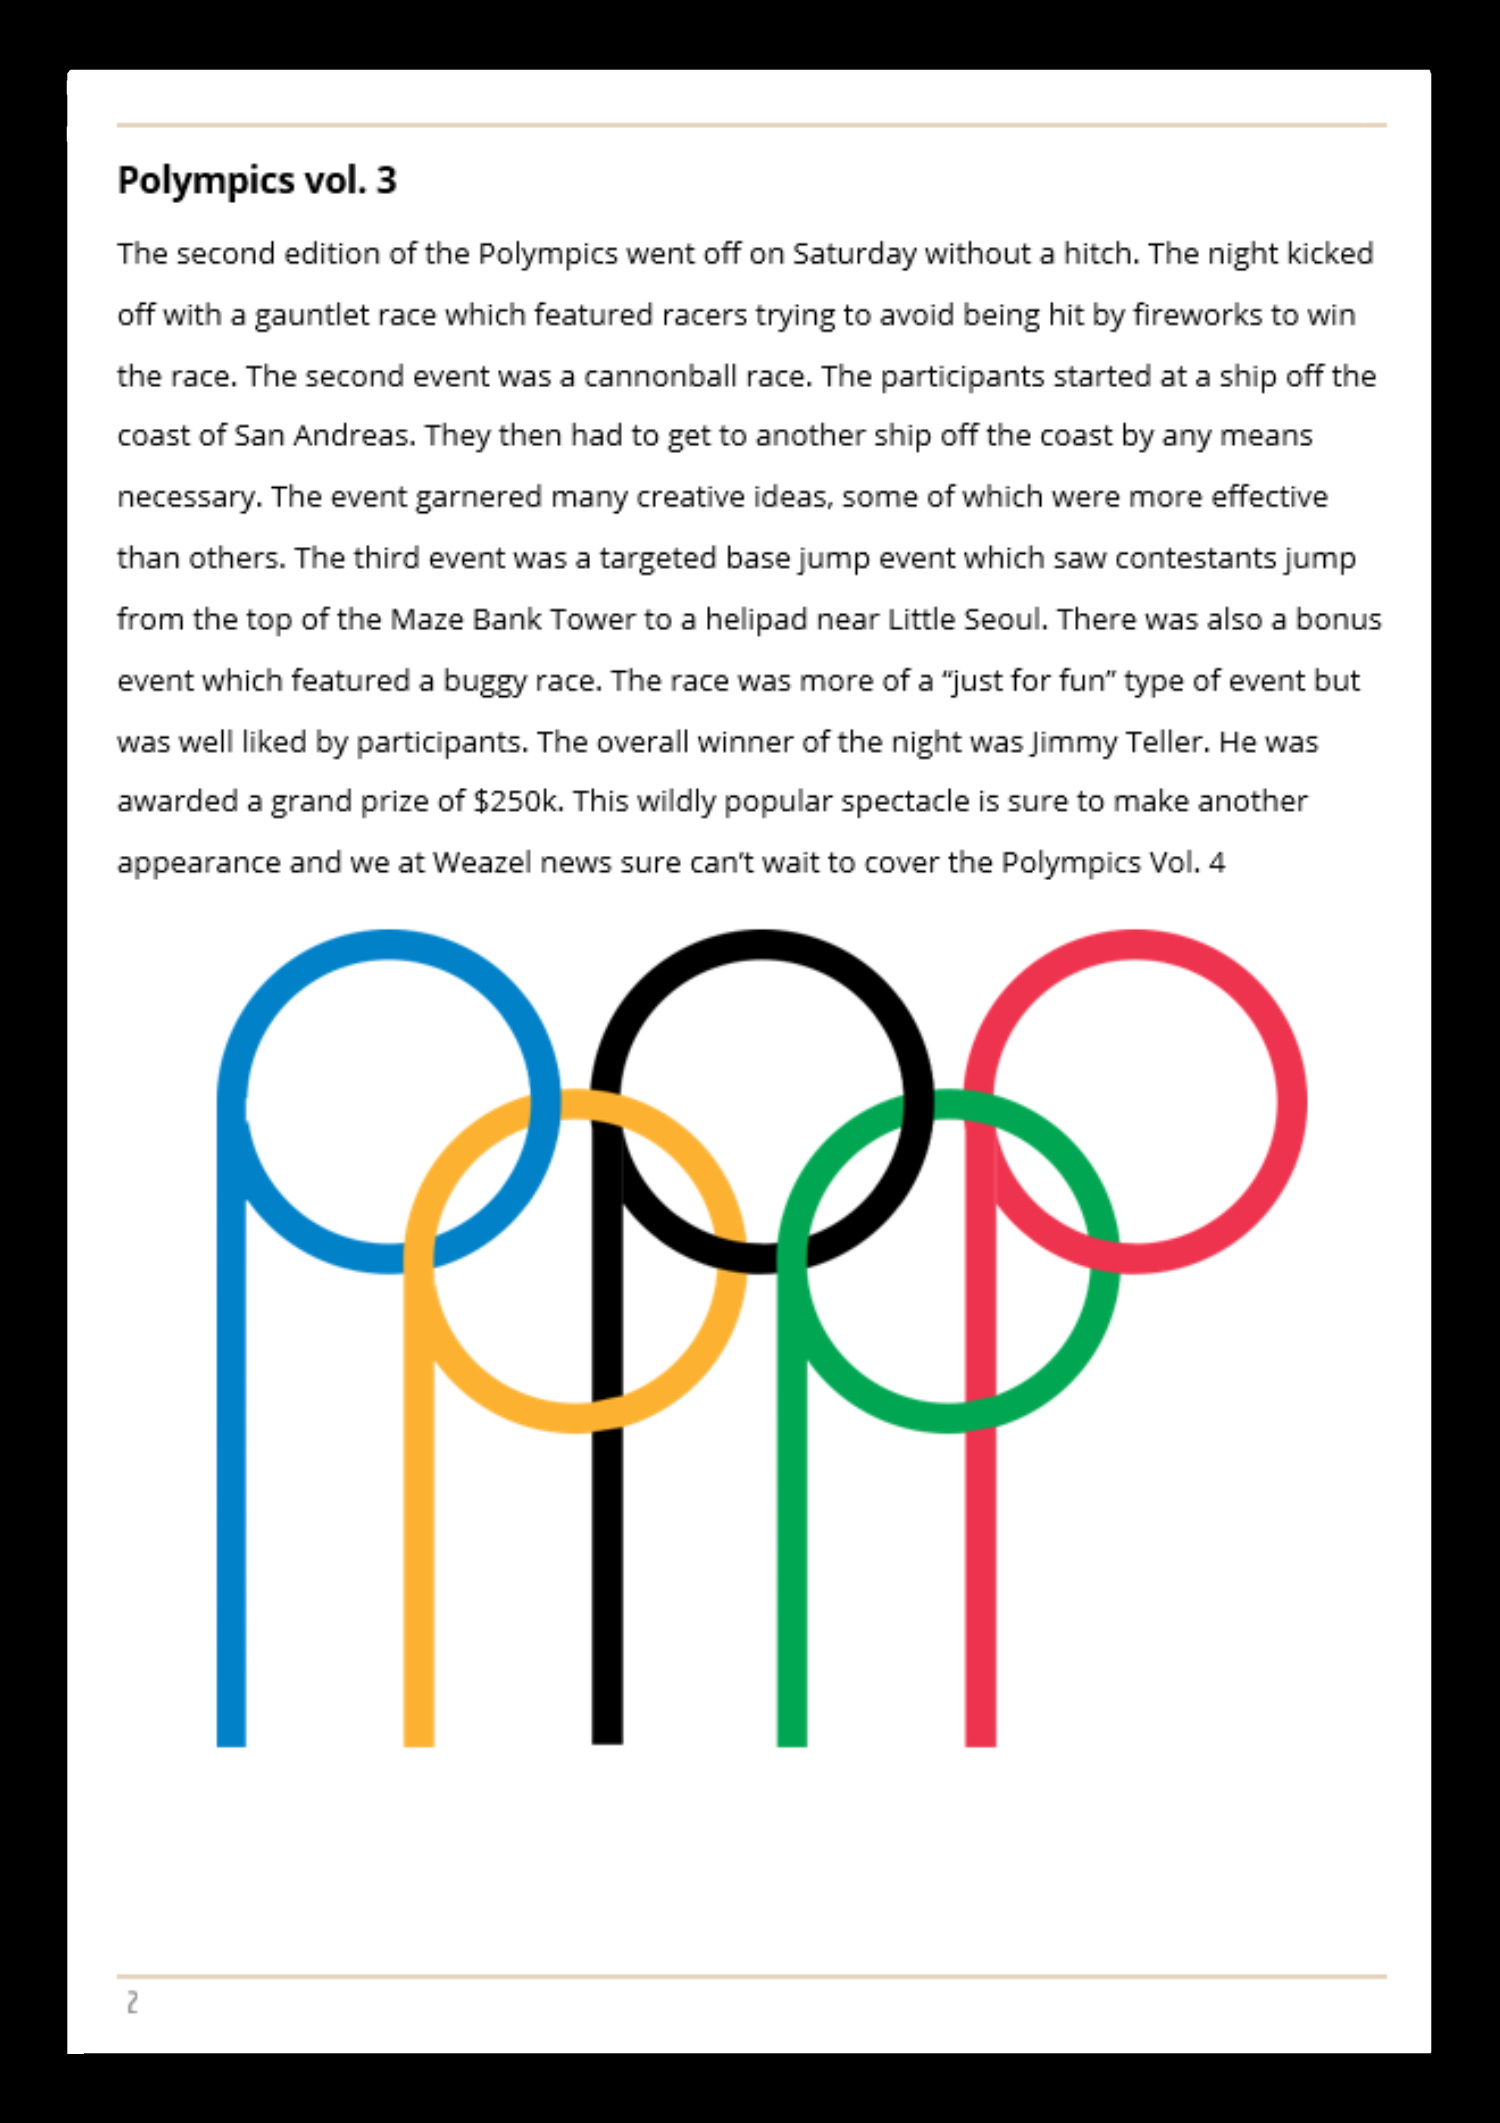 Polympics vol. 3
The second edition of the Polympics went off on Saturday without a hitch. The night kicked
off with a gauntlet race which featured racers trying to avoid being hit by fireworks to win
the race. The second event was a cannonball race. The participants started at a ship off the
coast of San Andreas. They then had to get to another ship off the coast by any means
necessary. The event garnered many creative ideas, some of which were more effective
than others. The third event was a targeted base jump event which saw contestants jump
from the top of the Maze Bank Tower to a helipad near Little Seoul. There was also a bonus
event which featured a buggy race. The race was more of a “just for fun” type of event but
was well liked by participants. The overall winner of the night was Jimmy Teller. He was
awarded a grand prize of $250k. This wildly popular spectacle is sure to make another
appearance and we at Weazel news sure can’t wait to cover the Polympics Vol. 4
2